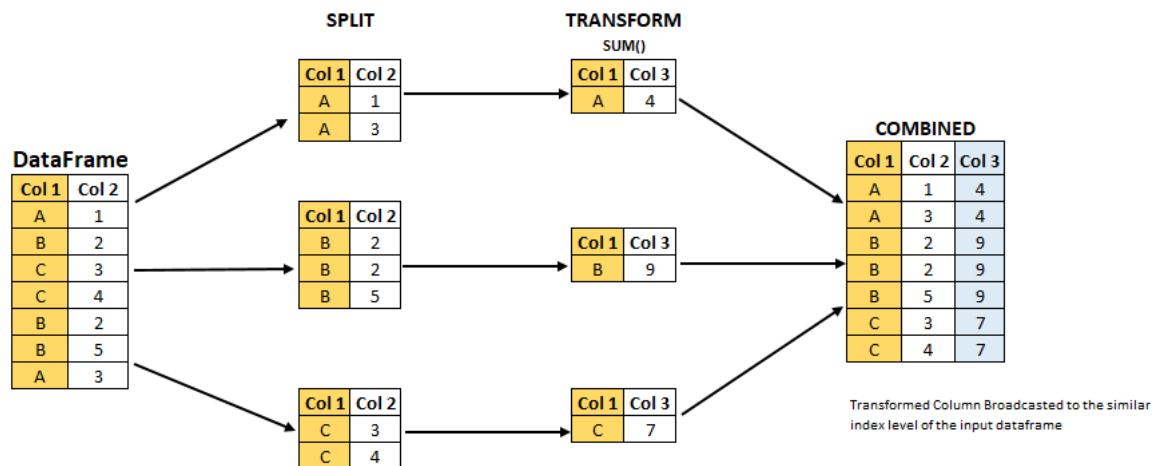 SPLIT
TRANSFORM
SUM()
Col 1 Col 2
A 1
A 3
Col 1 Col 3
A 4
DataFrame
Col 1 Col 2
A 1
B 2
C 3
C 4
B 2
B 5
A 3
Col 1 Col 2
B 2
B 2
B 5
Col 1 Col 3
B 9
Col 1 Col 2
C 3
C 4
Col 1 Col 3
C 7
COMBINED
Col 1 Col 2 Col 3
A 1 4
A 3 4
B 2 9
B 2 9
B 5 9
C 3 7
C 4 7
Transformed Column Broadcasted to the similar
index level of the input dataframe